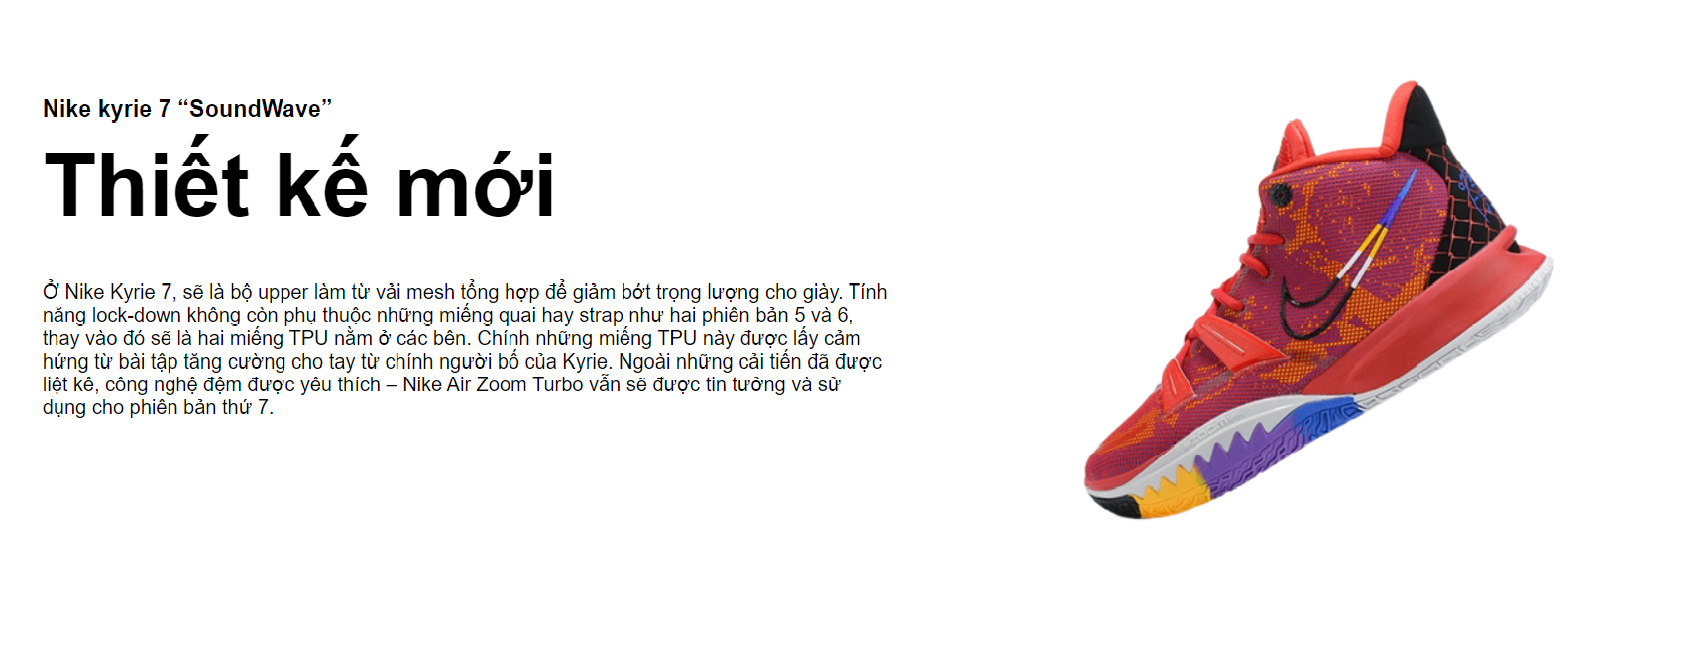 Nike kyrie 7 “SoundWave”
Thiết kế mới
Ở Nike Kyrie 7, sẽ là bộ upper làm từ vải mesh tổng hợp để giảm bớt trọng lượng cho giày. Tính
năng lock-down không còn phụ thuộc những miếng quai hay strap như hai phiên bản 5 và 6,
thay vào đó sẽ là hai miếng TPU nằm ở các bên. Chính những miếng TPU này được lấy cảm
hứng từ bài tập tăng cường cho tay từ chính người bố của Kyrie. Ngoài những cải tiến đã được
liệt kê, công nghệ đệm được yêu thích – Nike Air Zoom Turbo vẫn sẽ được tin tưởng và sử
dụng cho phiên bản thứ 7.